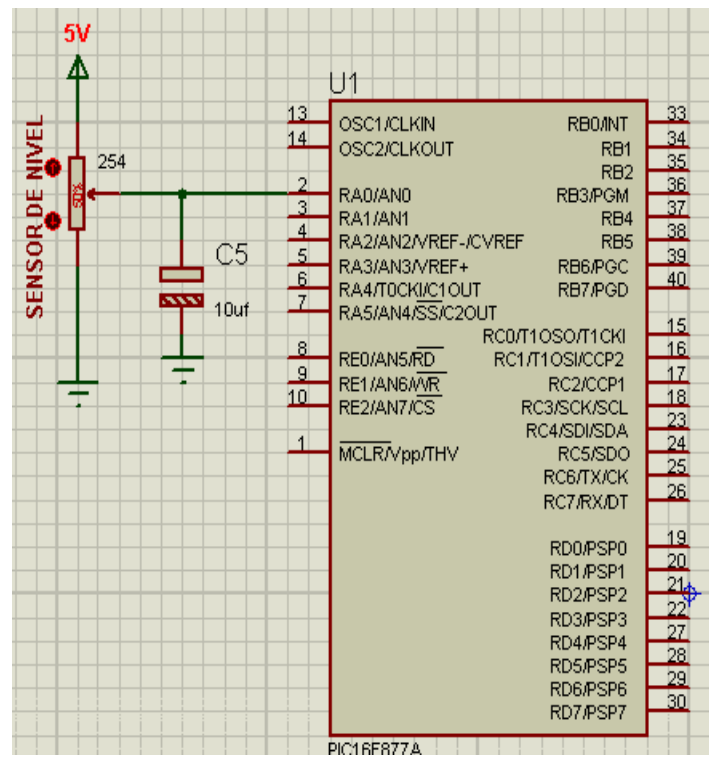 5V
SENSOR DE NIVEL
254
50%
C5
10uf
U1
13 OSC1/CLKIN
14 OSC2/CLKOUT
2 RA0/AN0
3 RA1/AN1
4 RA2/AN2/VREF-/CVREF
5 RA3/AN3/VREF+
6 RA4/T0CKI/C1OUT
7 RA5/AN4/SS/C2OUT
8 RE0/AN5/RD
9 RE1/AN6/WR
10 RE2/AN7/CS
1 MCLR/Vpp/THV
RB0/INT 33
RB1 34
RB2 35
RB3/PGM 36
RB4 37
RB5 38
RB6/PGC 39
RB7/PGD 40
RC0/T1OSO/T1CKI 15
RC1/T1OSI/CCP2 16
RC2/CCP1 17
RC3/SCK/SCL 18
RC4/SDI/SDA 23
RC5/SDO 24
RC6/TX/CK 25
RC7/RX/DT 26
RD0/PSP0 19
RD1/PSP1 20
RD2/PSP2 21
RD3/PSP3 22
RD4/PSP4 27
RD5/PSP5 28
RD6/PSP6 29
RD7/PSP7 30
PIC16F877A